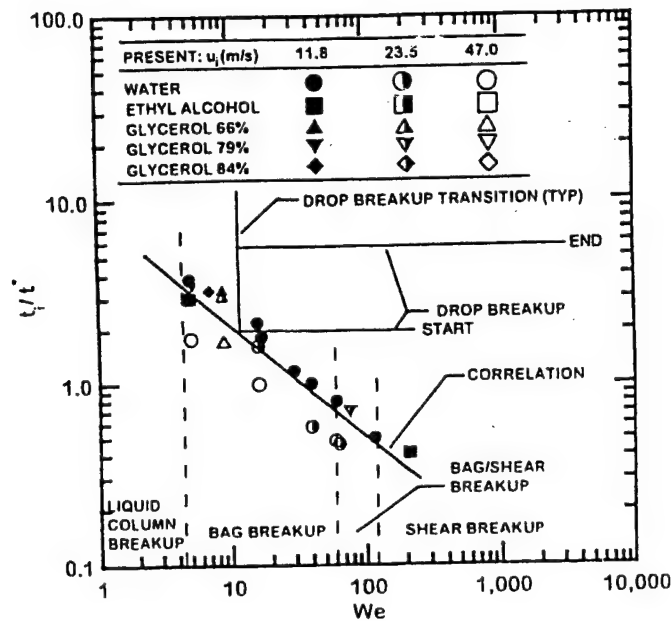 100.0
PRESENT: uj(m/s) 11.8 23.5 47.0
WATER
ETHYL ALCOHOL
GLYCEROL 66%
GLYCEROL 79%
GLYCEROL 84%
10.0
DROP BREAKUP TRANSITION (TYP)
END
DROP BREAKUP
START
ti/t*
1.0
CORRELATION
BAG/SHEAR
BREAKUP
LIQUID
COLUMN
BREAKUP
BAG BREAKUP
SHEAR BREAKUP
0.1
1 10 100 1,000 10,000
We